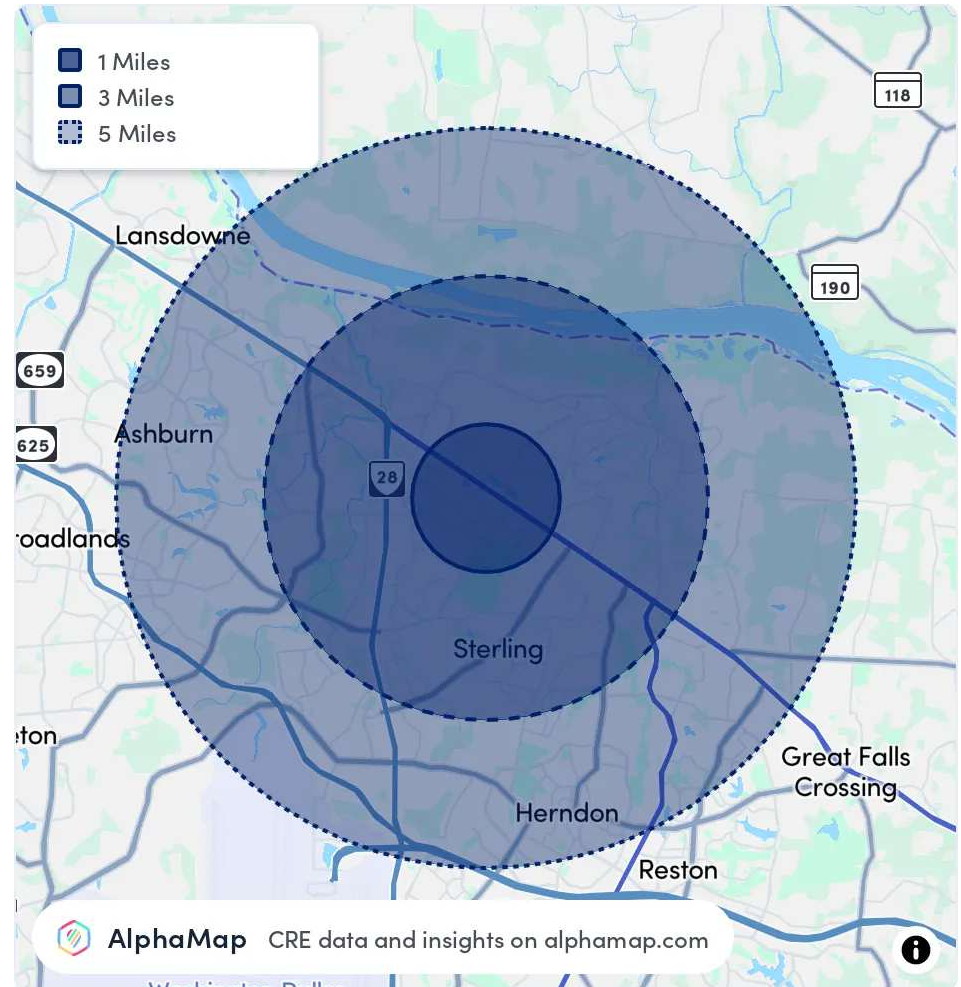 1 Miles
3 Miles
5 Miles
118
Lansdowne
190
659
Ashburn
625
28
roadlands
Sterling
eton
Great Falls
Crossing
Herndon
Reston
AlphaMap CRE data and insights on alphamap.com